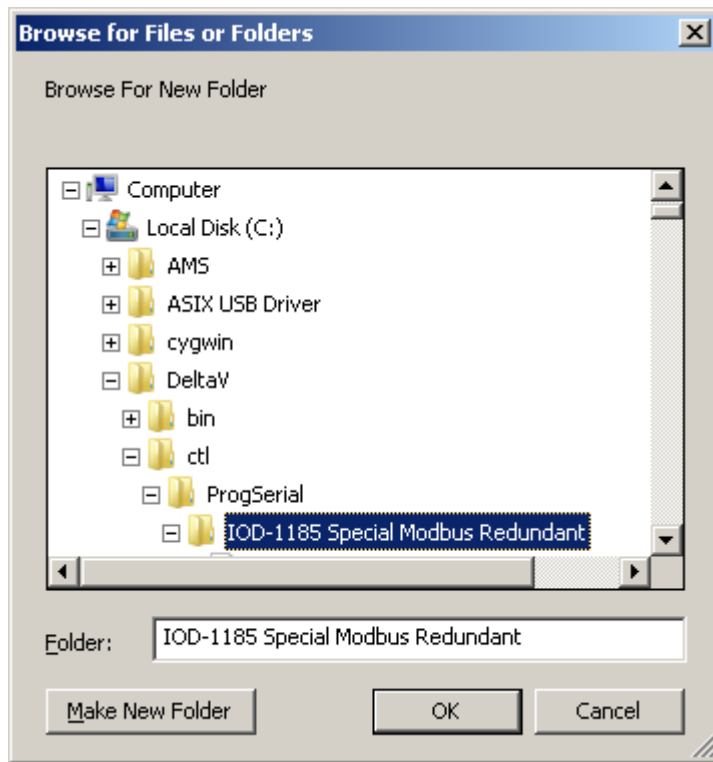 Browse for Files or Folders
Browse For New Folder
Computer
Local Disk (C:)
AMS
ASIX USB Driver
cygwin
DeltaV
bin
ctl
ProgSerial
IOD-1185 Special Modbus Redundant
Folder: IOD-1185 Special Modbus Redundant
Make New Folder OK Cancel